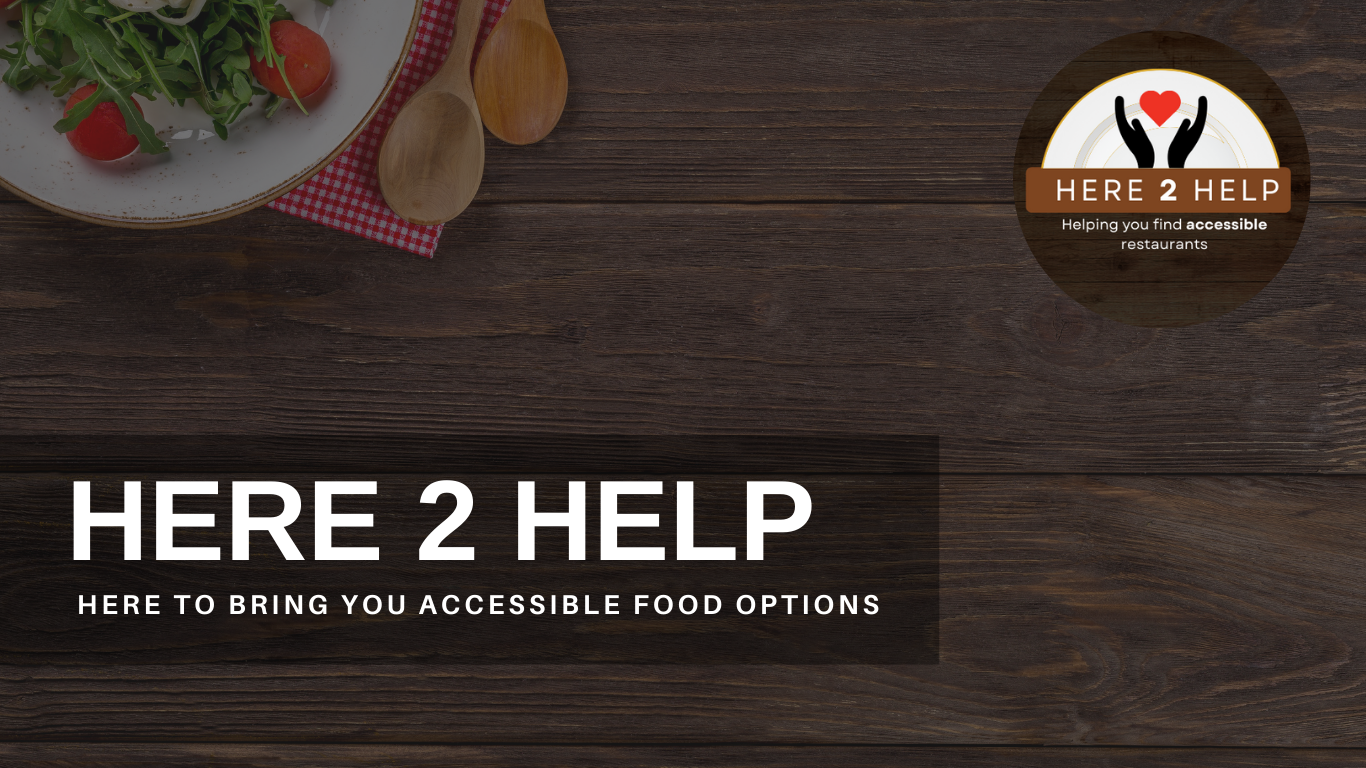 HERE 2 HELP
Helping you find accessible
restaurants
HERE 2 HELP
HERE TO BRING YOU ACCESSIBLE FOOD OPTIONS